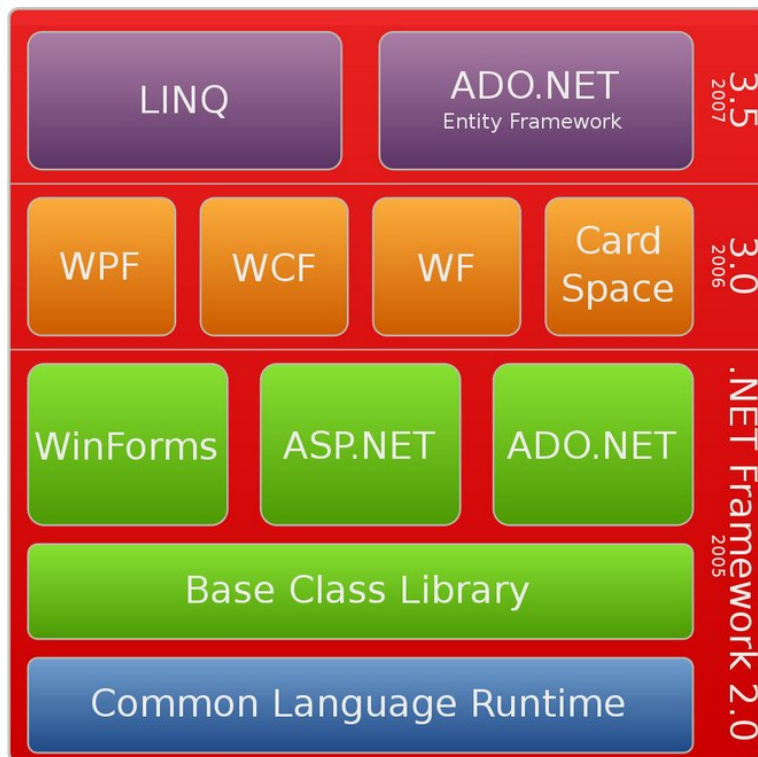 LINQ
ADO.NET
Entity Framework
3.5
2007
WPF
WCF
WF
Card
Space
3.0
2006
WinForms
ASP.NET
ADO.NET
Base Class Library
Common Language Runtime
.NET Framework 2.0
2005